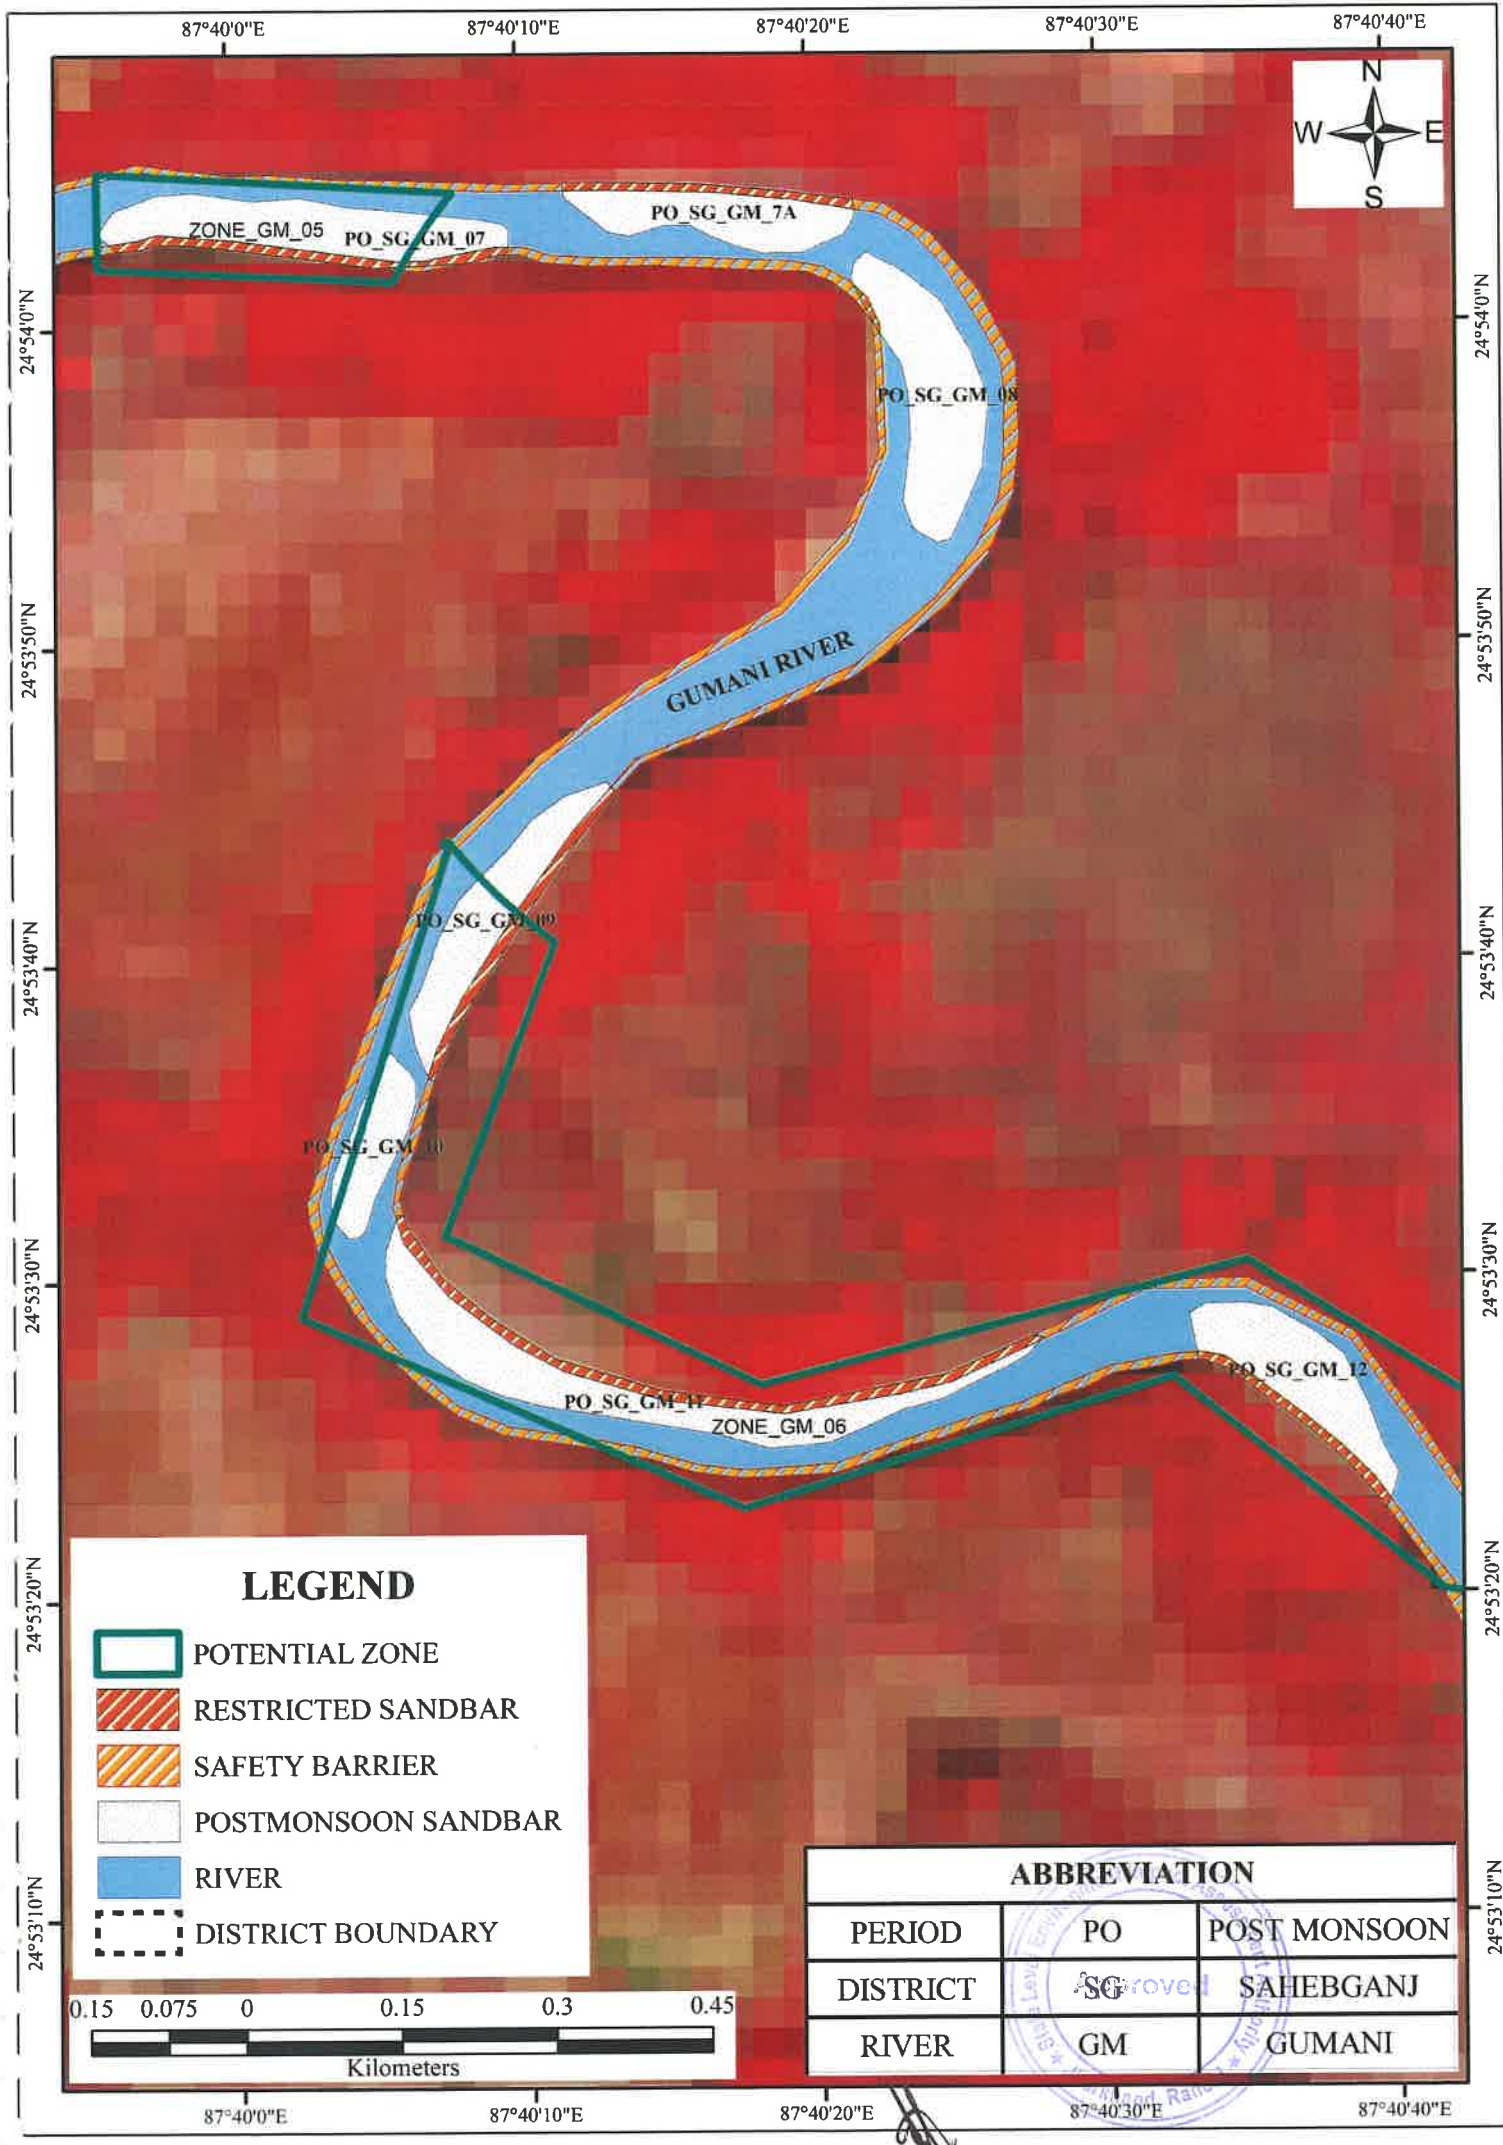 87°40'0"E 87°40'10"E 87°40'20"E 87°40'30"E 87°40'40"E
N
W E
S
ZONE_GM_05
PO_SG_GM_07
PO_SG_GM_7A
24°54'0"N
24°54'0"N
PO_SG_GM_08
24°53'50"N
24°53'50"N
GUMANI RIVER
PO_SG_GM_09
24°53'40"N
24°53'40"N
PO_SG_GM_10
24°53'30"N
24°53'30"N
PO_SG_GM_12
PO_SG_GM_11
ZONE_GM_06
24°53'20"N
24°53'20"N
LEGEND
POTENTIAL ZONE
RESTRICTED SANDBAR
SAFETY BARRIER
POSTMONSOON SANDBAR
RIVER
DISTRICT BOUNDARY
24°53'10"N
24°53'10"N
0.15 0.075 0 0.15 0.3 0.45
Kilometers
ABBREVIATION
PERIOD PO POST MONSOON
DISTRICT SG SAHEBGANJ
RIVER GM GUMANI
Approved
State Level
87°40'0"E 87°40'10"E 87°40'20"E 87°40'30"E 87°40'40"E